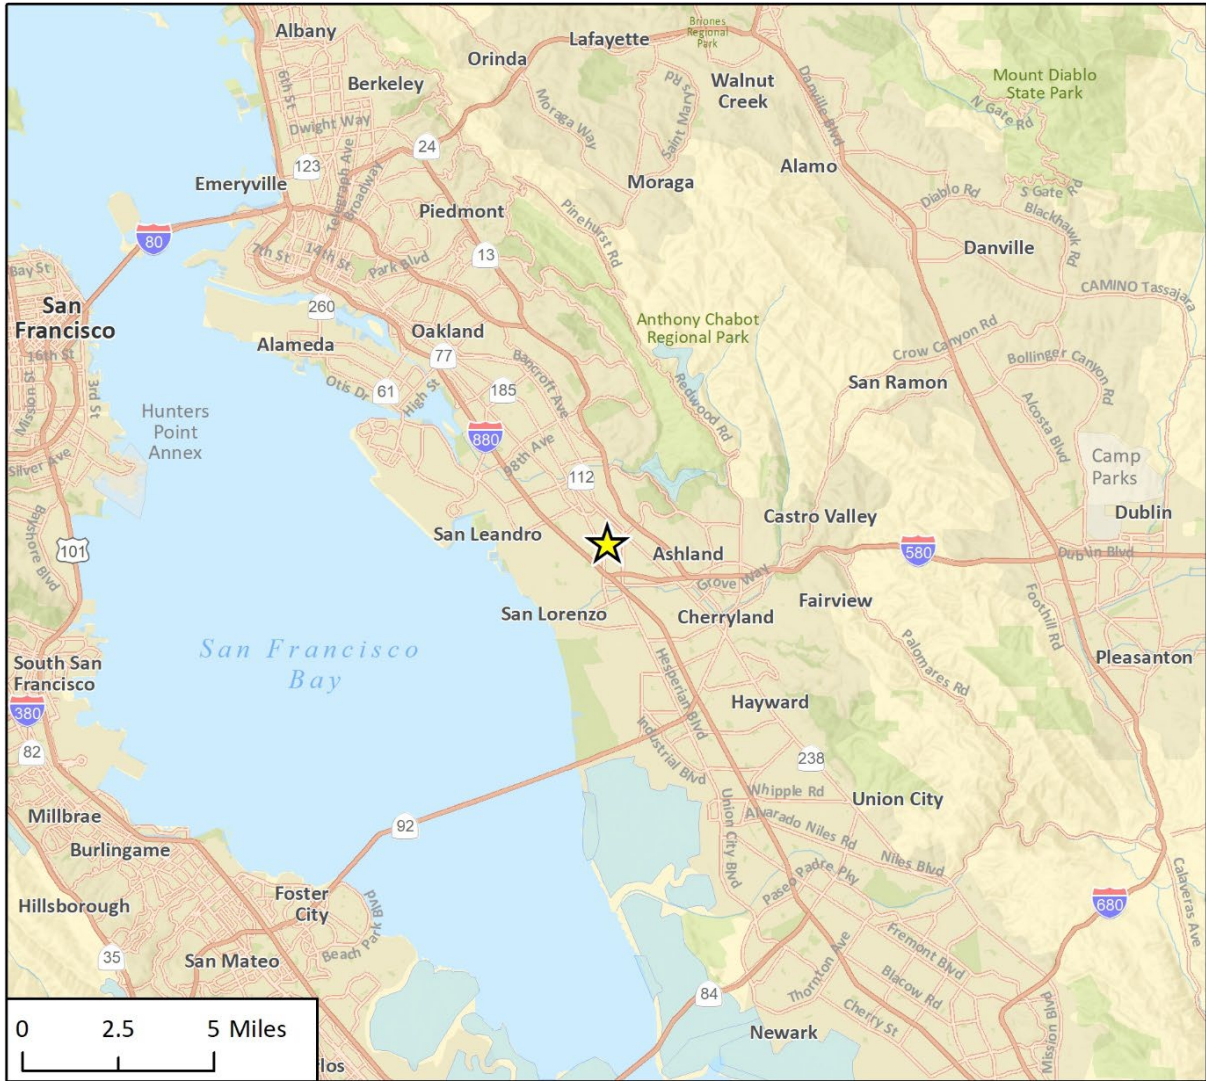 Albany
Orinda
Lafayette
Briones
Regional
Park
Walnut
Creek
Mount Diablo
State Park
N Gate Rd
Danville Blvd
Saint Marys Rd
Moraga Way
6th St
Berkeley
Dwight Way
24
123
Telegraph Ave
Broadway
Emeryville
Moraga
Alamo
Diablo Rd
S Gate Rd
Blackhawk Rd
Piedmont
Pinehurst Rd
80
7th St
14th St
Park Blvd
13
Danville
CAMINO Tassajara
Bay St
San
Francisco
260
Alameda
Oakland
77
Anthony Chabot
Regional Park
Crow Canyon Rd
Bollinger Canyon Rd
16th St
Mission St
3rd St
Otis Dr
61
High St
185
Bancroft Ave
Redwood Rd
San Ramon
Alcosta Blvd
Hunters
Point
Annex
Silver Ave
880
98th Ave
112
Camp
Parks
Dublin
Bayshore Blvd
101
San Leandro
Ashland
Castro Valley
580
Dublin Blvd
Grove Way
San Lorenzo
Cherryland
Fairview
Foothill Rd
San Francisco
Bay
South San
Francisco
380
Hesperian Blvd
Palomares Rd
Pleasanton
Hayward
82
Industrial Blvd
238
Millbrae
Burlingame
92
Whipple Rd
Union City
Union City Blvd
Alvarado Niles Rd
Niles Blvd
Paseo Padre Pky
Calaveras Ave
Hillsborough
Foster
City
Beach Park Blvd
680
35
San Mateo
Thornton Ave
Fremont Blvd
Blacow Rd
84
Cherry St
Newark
Mission Blvd
0 2.5 5 Miles
los